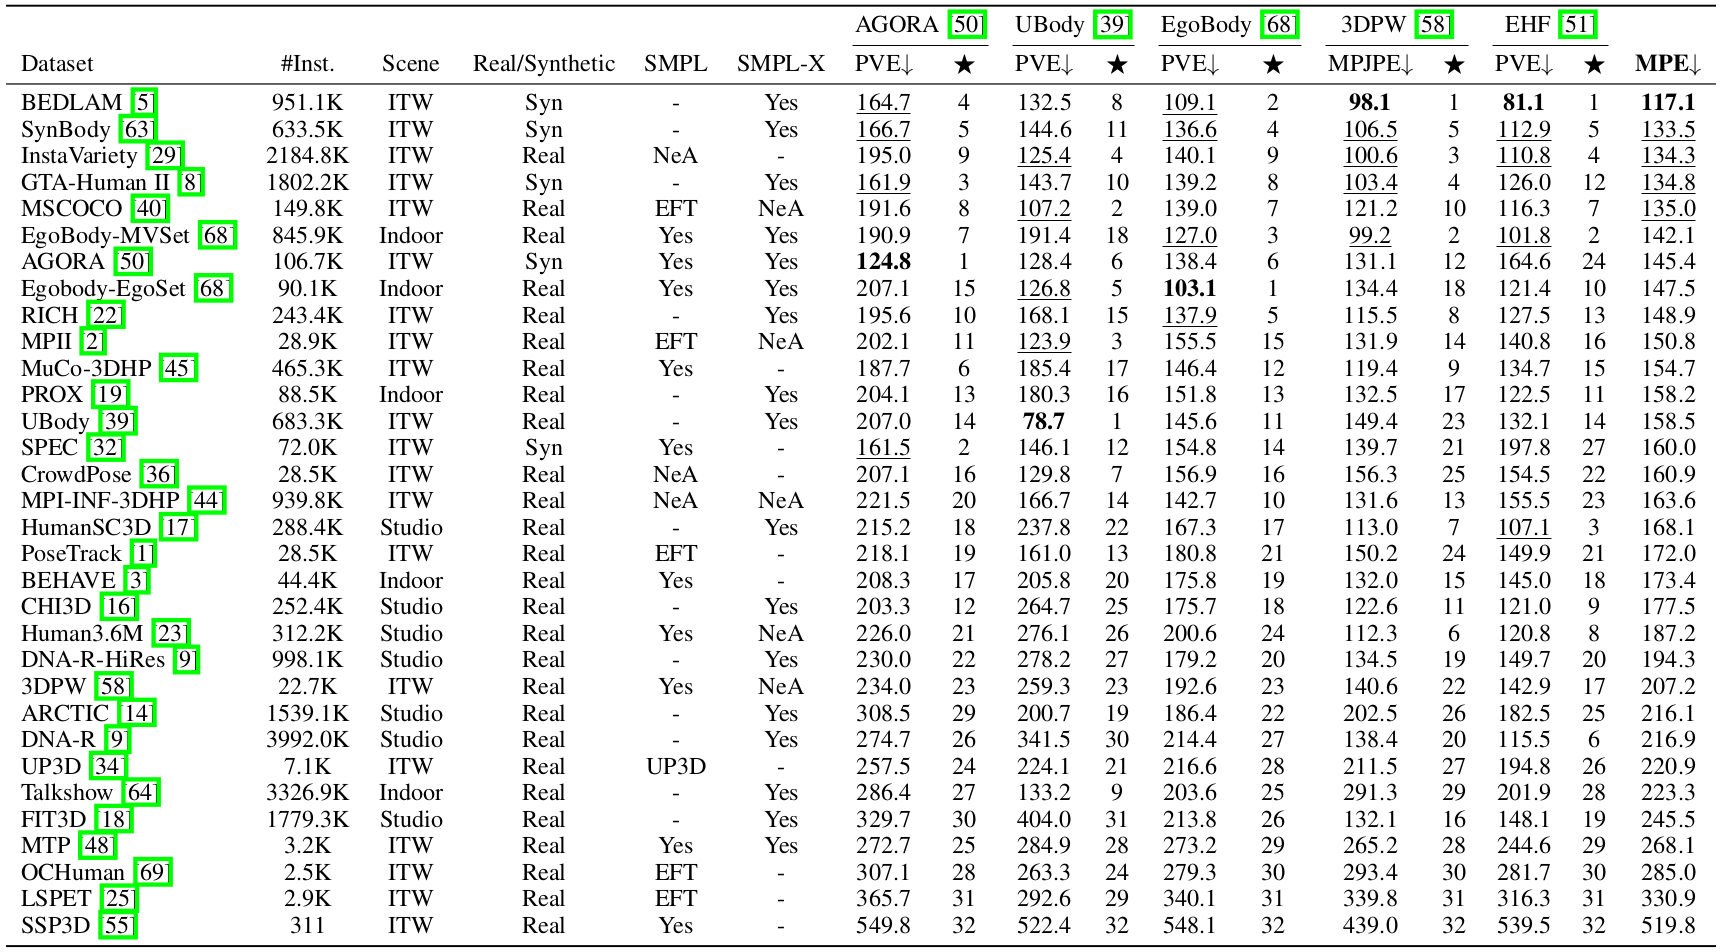 AGORA [50] UBody [39] EgoBody [68] 3DPW [58] EHF [51]
Dataset #Inst. Scene Real/Synthetic SMPL SMPL-X PVE↓ ★ PVE↓ ★ PVE↓ ★ MPJPE↓ ★ PVE↓ ★ MPE↓
BEDLAM [5] 951.1K ITW Syn - Yes 164.7 4 132.5 8 109.1 2 98.1 1 81.1 1 117.1
SynBody [63] 633.5K ITW Syn - Yes 166.7 5 144.6 11 136.6 4 106.5 5 112.9 5 133.5
InstaVariety [29] 2184.8K ITW Real NeA - 195.0 9 125.4 4 140.1 9 100.6 3 110.8 4 134.3
GTA-Human II [8] 1802.2K ITW Syn - Yes 161.9 3 143.7 10 139.2 8 103.4 4 126.0 12 134.8
MSCOCO [40] 149.8K ITW Real EFT NeA 191.6 8 107.2 2 139.0 7 121.2 10 116.3 7 135.0
EgoBody-MVSet [68] 845.9K Indoor Real Yes Yes 190.9 7 191.4 18 127.0 3 99.2 2 101.8 2 142.1
AGORA [50] 106.7K ITW Syn Yes Yes 124.8 1 128.4 6 138.4 6 131.1 12 164.6 24 145.4
Egobody-EgoSet [68] 90.1K Indoor Real Yes Yes 207.1 15 126.8 5 103.1 1 134.4 18 121.4 10 147.5
RICH [22] 243.4K ITW Real - Yes 195.6 10 168.1 15 137.9 5 115.5 8 127.5 13 148.9
MPII [2] 28.9K ITW Real EFT NeA 202.1 11 123.9 3 155.5 15 131.9 14 140.8 16 150.8
MuCo-3DHP [45] 465.3K ITW Real Yes - 187.7 6 185.4 17 146.4 12 119.4 9 134.7 15 154.7
PROX [19] 88.5K Indoor Real - Yes 204.1 13 180.3 16 151.8 13 132.5 17 122.5 11 158.2
UBody [39] 683.3K ITW Real - Yes 207.0 14 78.7 1 145.6 11 149.4 23 132.1 14 158.5
SPEC [32] 72.0K ITW Syn Yes - 161.5 2 146.1 12 154.8 14 139.7 21 197.8 27 160.0
CrowdPose [36] 28.5K ITW Real NeA - 207.1 16 129.8 7 156.9 16 156.3 25 154.5 22 160.9
MPI-INF-3DHP [44] 939.8K ITW Real NeA NeA 221.5 20 166.7 14 142.7 10 131.6 13 155.5 23 163.6
HumanSC3D [17] 288.4K Studio Real - Yes 215.2 18 237.8 22 167.3 17 113.0 7 107.1 3 168.1
PoseTrack [1] 28.5K ITW Real EFT - 218.1 19 161.0 13 180.8 21 150.2 24 149.9 21 172.0
BEHAVE [3] 44.4K Indoor Real Yes - 208.3 17 205.8 20 175.8 19 132.0 15 145.0 18 173.4
CHI3D [16] 252.4K Studio Real - Yes 203.3 12 264.7 25 175.7 18 122.6 11 121.0 9 177.5
Human3.6M [23] 312.2K Studio Real Yes NeA 226.0 21 276.1 26 200.6 24 112.3 6 120.8 8 187.2
DNA-R-HiRes [9] 998.1K Studio Real - Yes 230.0 22 278.2 27 179.2 20 134.5 19 149.7 20 194.3
3DPW [58] 22.7K ITW Real Yes NeA 234.0 23 259.3 23 192.6 23 140.6 22 142.9 17 207.2
ARCTIC [14] 1539.1K Studio Real - Yes 308.5 29 200.7 19 186.4 22 202.5 26 182.5 25 216.1
DNA-R [9] 3992.0K Studio Real - Yes 274.7 26 341.5 30 214.4 27 138.4 20 115.5 6 216.9
UP3D [34] 7.1K ITW Real UP3D - 257.5 24 224.1 21 216.6 28 211.5 27 194.8 26 220.9
Talkshow [64] 3326.9K Indoor Real - Yes 286.4 27 133.2 9 203.6 25 291.3 29 201.9 28 223.3
FIT3D [18] 1779.3K Studio Real - Yes 329.7 30 404.0 31 213.8 26 132.1 16 148.1 19 245.5
MTP [48] 3.2K ITW Real Yes Yes 272.7 25 284.9 28 273.2 29 265.2 28 244.6 29 268.1
OCHuman [69] 2.5K ITW Real EFT - 307.1 28 263.3 24 279.3 30 293.4 30 281.7 30 285.0
LSPET [25] 2.9K ITW Real EFT - 365.7 31 292.6 29 340.1 31 339.8 31 316.3 31 330.9
SSP3D [55] 311 ITW Real Yes - 549.8 32 522.4 32 548.1 32 439.0 32 539.5 32 519.8